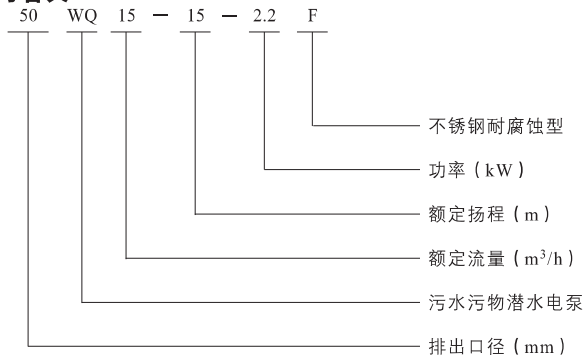 50 WQ 15 — 15 — 2.2 F
不锈钢耐腐蚀型
功率（kW）
额定扬程（m）
额定流量（m³/h）
污水污物潜水电泵
排出口径（mm）